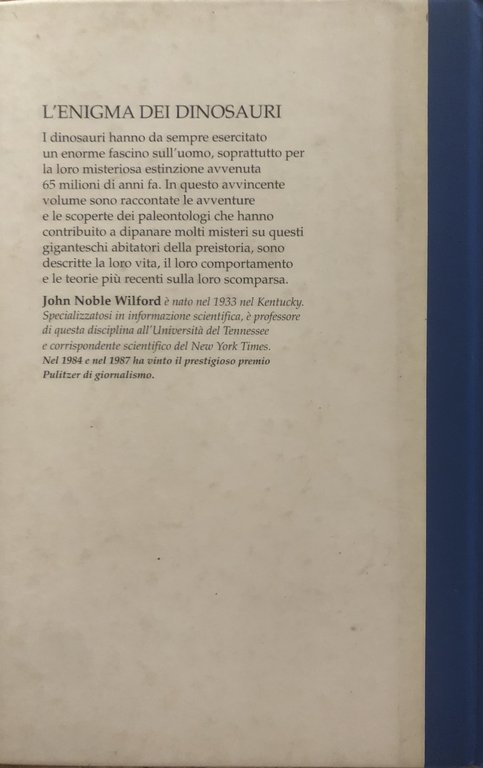 L'ENIGMA DEI DINOSAURI
I dinosauri hanno da sempre esercitato
un enorme fascino sull'uomo, soprattutto per
la loro misteriosa estinzione avvenuta
65 milioni di anni fa. In questo avvincente
volume sono raccontate le avventure
e le scoperte dei paleontologi che hanno
contribuito a dipanare molti misteri su questi
giganteschi abitatori della preistoria, sono
descritte la loro vita, il loro comportamento
e le teorie più recenti sulla loro scomparsa.
John Noble Wilford è nato nel 1933 nel Kentucky.
Specializzatosi in informazione scientifica, è professore
di questa disciplina all'Università del Tennessee
e corrispondente scientifico del New York Times.
Nel 1984 e nel 1987 ha vinto il prestigioso premio
Pulitzer di giornalismo.